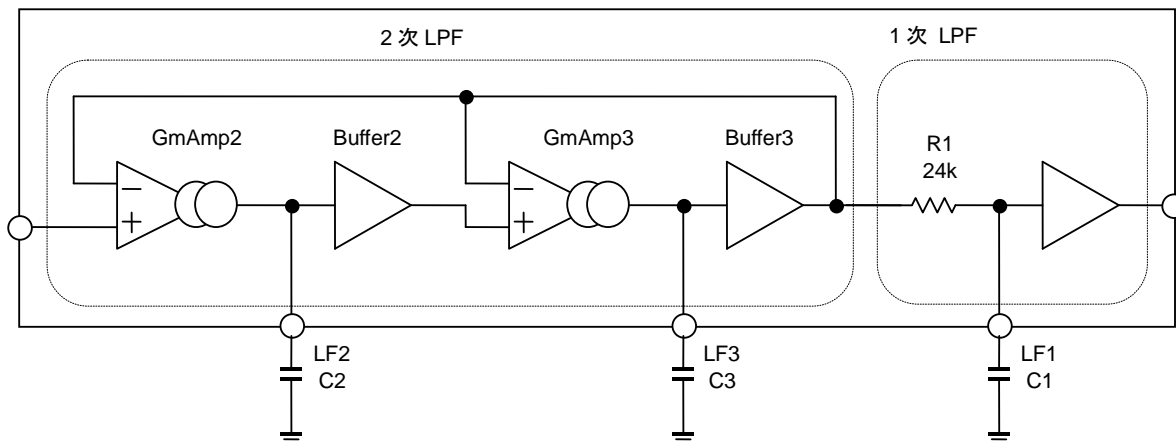 2 次 LPF
1 次 LPF
GmAmp2
Buffer2
GmAmp3
Buffer3
R1
24k
−
+
−
+
LF2
C2
LF3
C3
LF1
C1